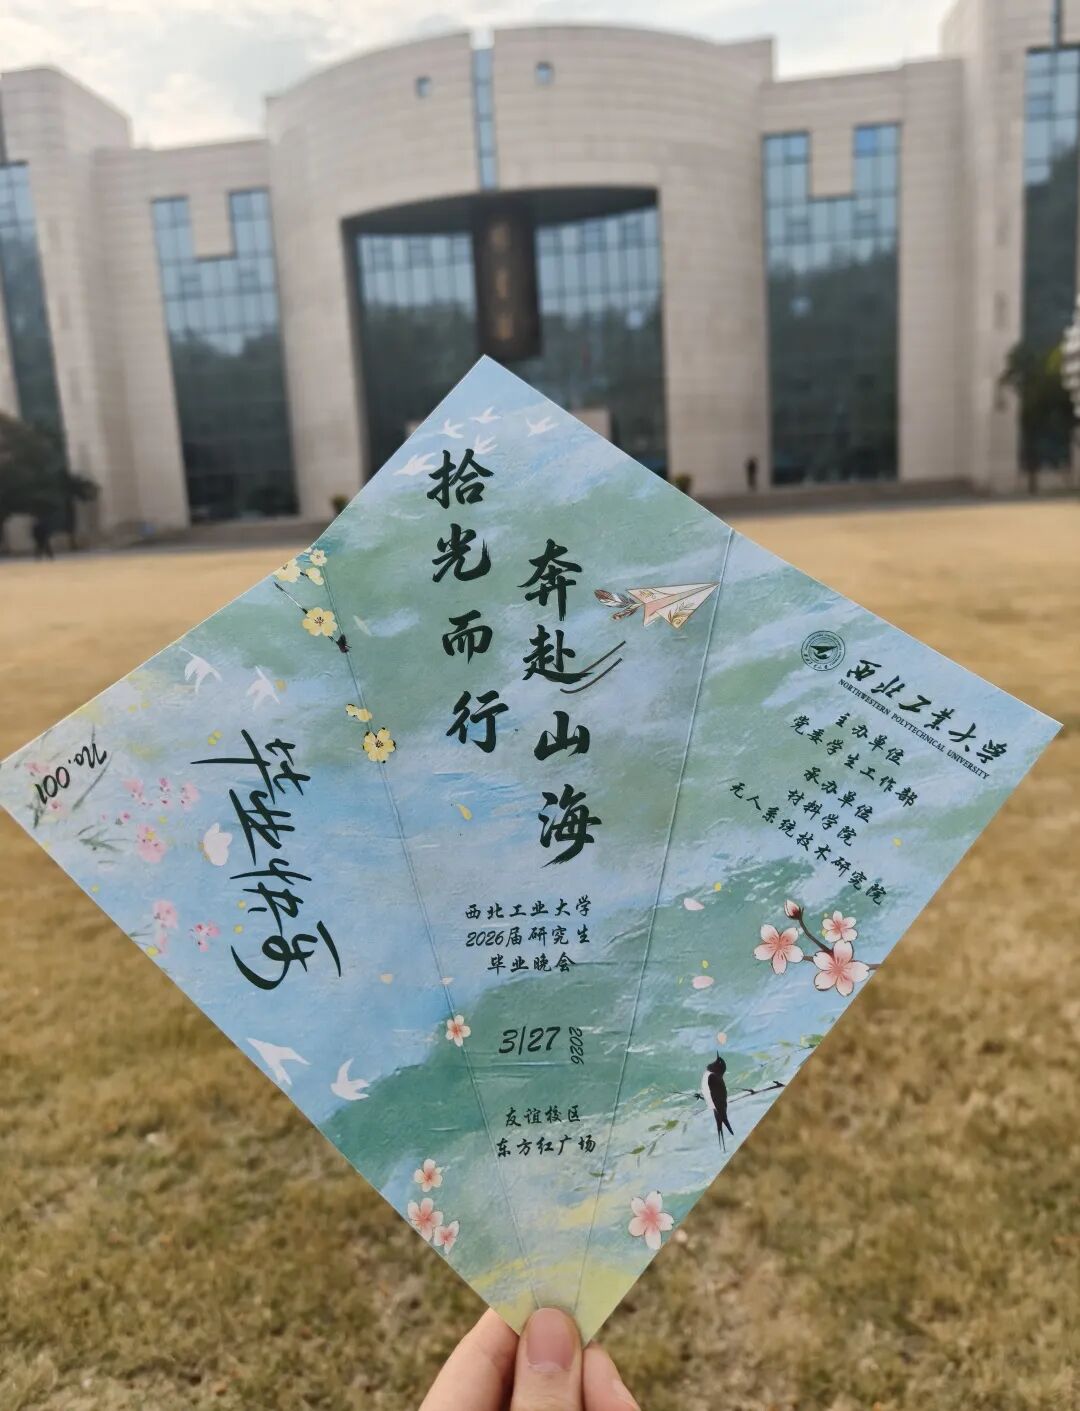 No.001
毕业快乐
拾光而行
奔赴山海
西北工业大学
2026届研究生
毕业晚会
3/27 2026
友谊校区
东方红广场
西北工业大学
NORTHWESTERN POLYTECHNICAL UNIVERSITY
主办单位
党委学生工作部
承办单位
材料学院
无人系统技术研究院